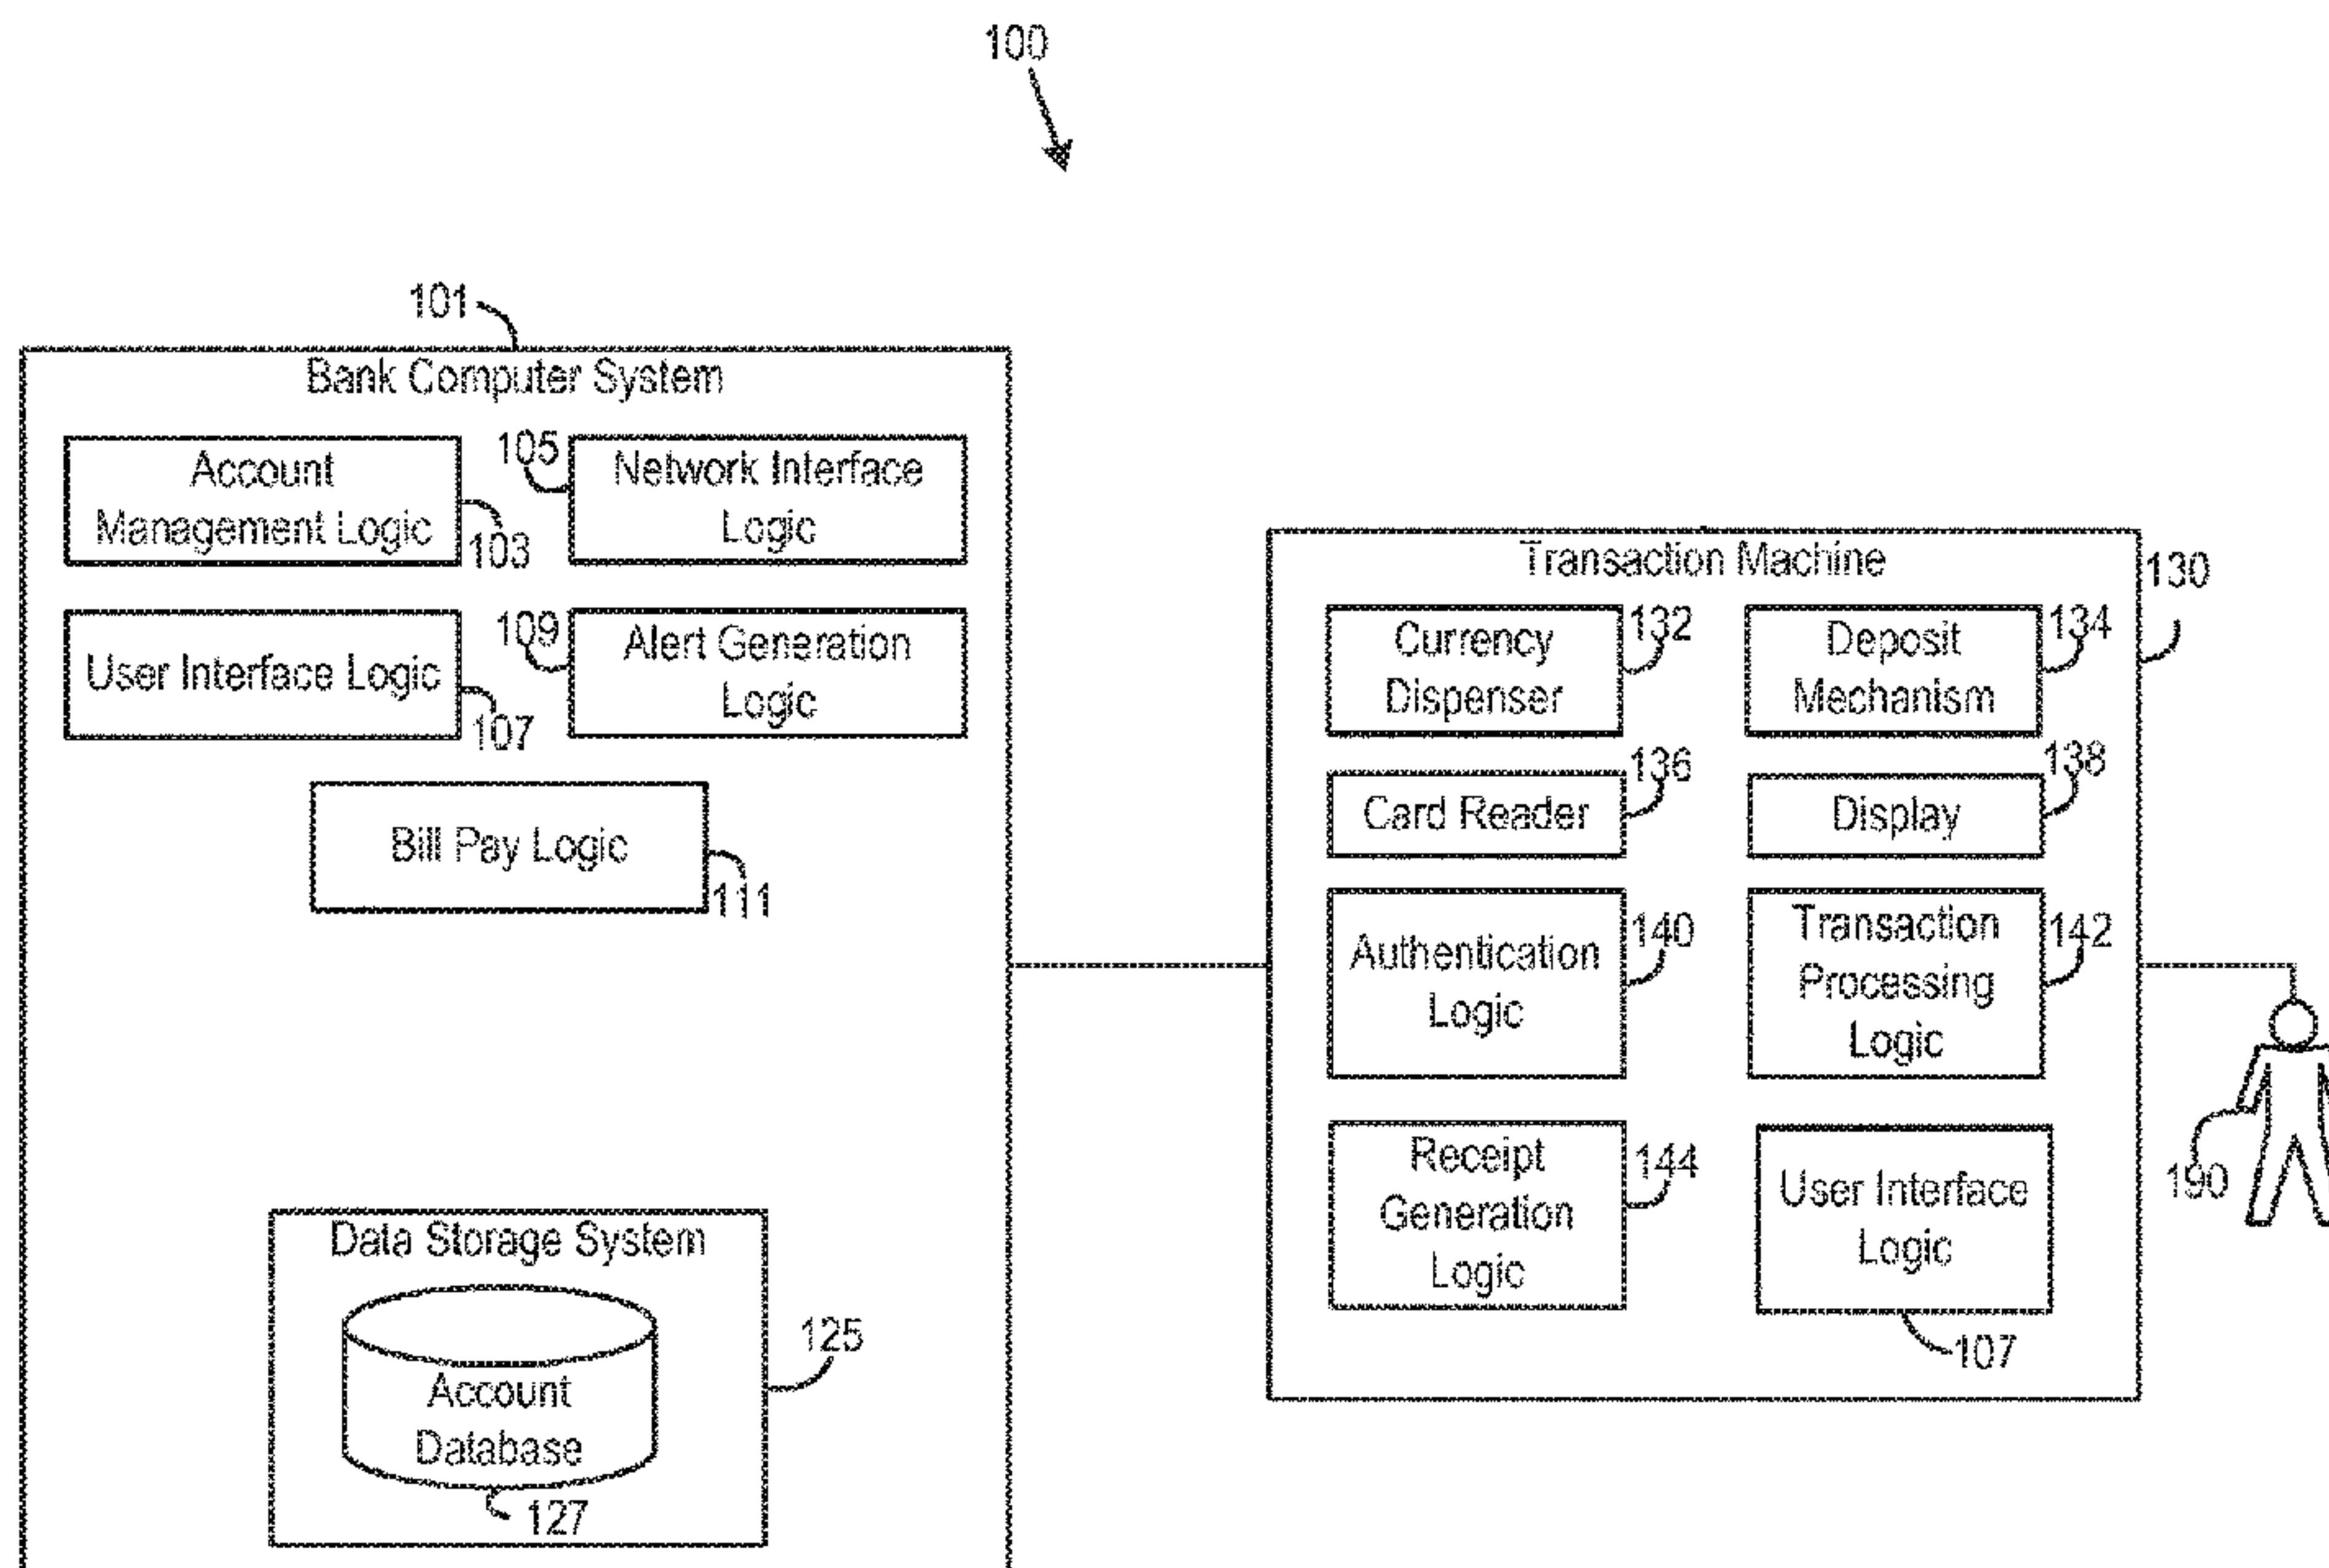 100
101
Bank Computer System
Account
Management Logic
103
105
Network Interface
Logic
User Interface Logic
107
109
Alert Generation
Logic
Bill Pay Logic
111
Data Storage System
125
Account
Database
127
Transaction Machine
130
Currency
Dispenser
132
Deposit
Mechanism
134
Card Reader
136
Display
138
Authentication
Logic
140
Transaction
Processing
Logic
142
Receipt
Generation
Logic
144
User Interface
Logic
107
190